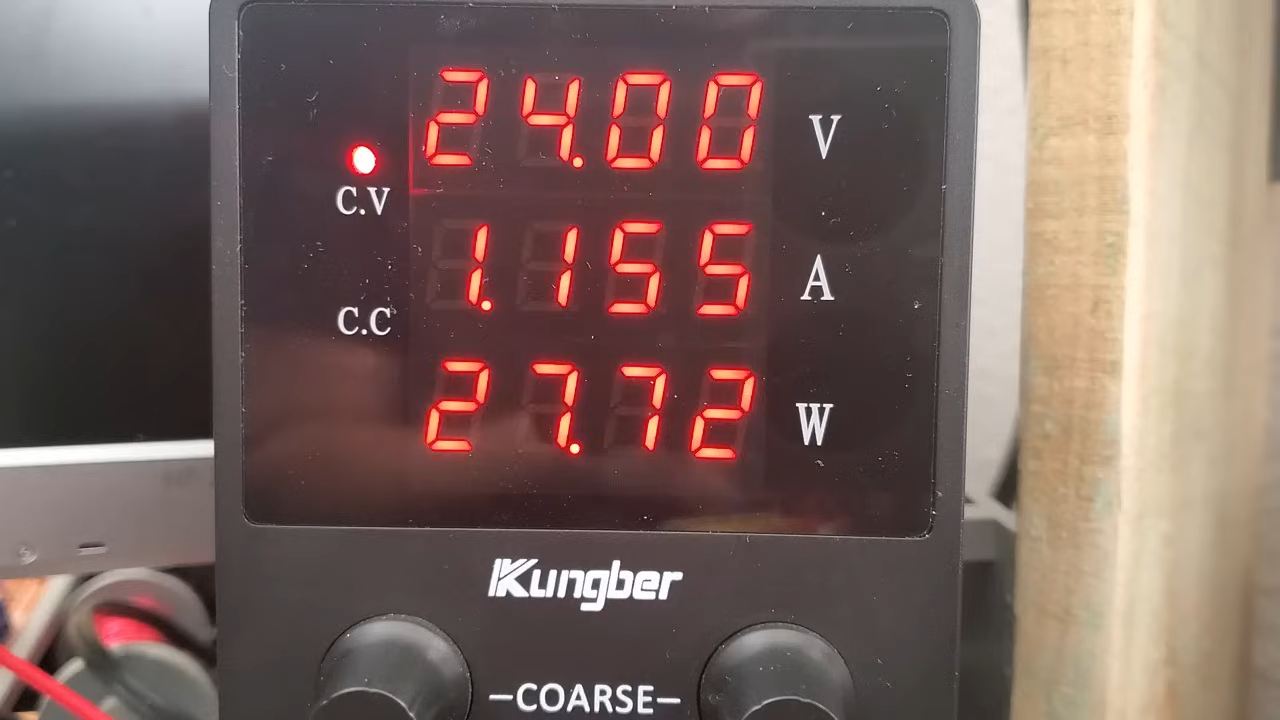 24.00 V
C.V
1.155 A
C.C
27.72 W
Kungber
–COARSE–